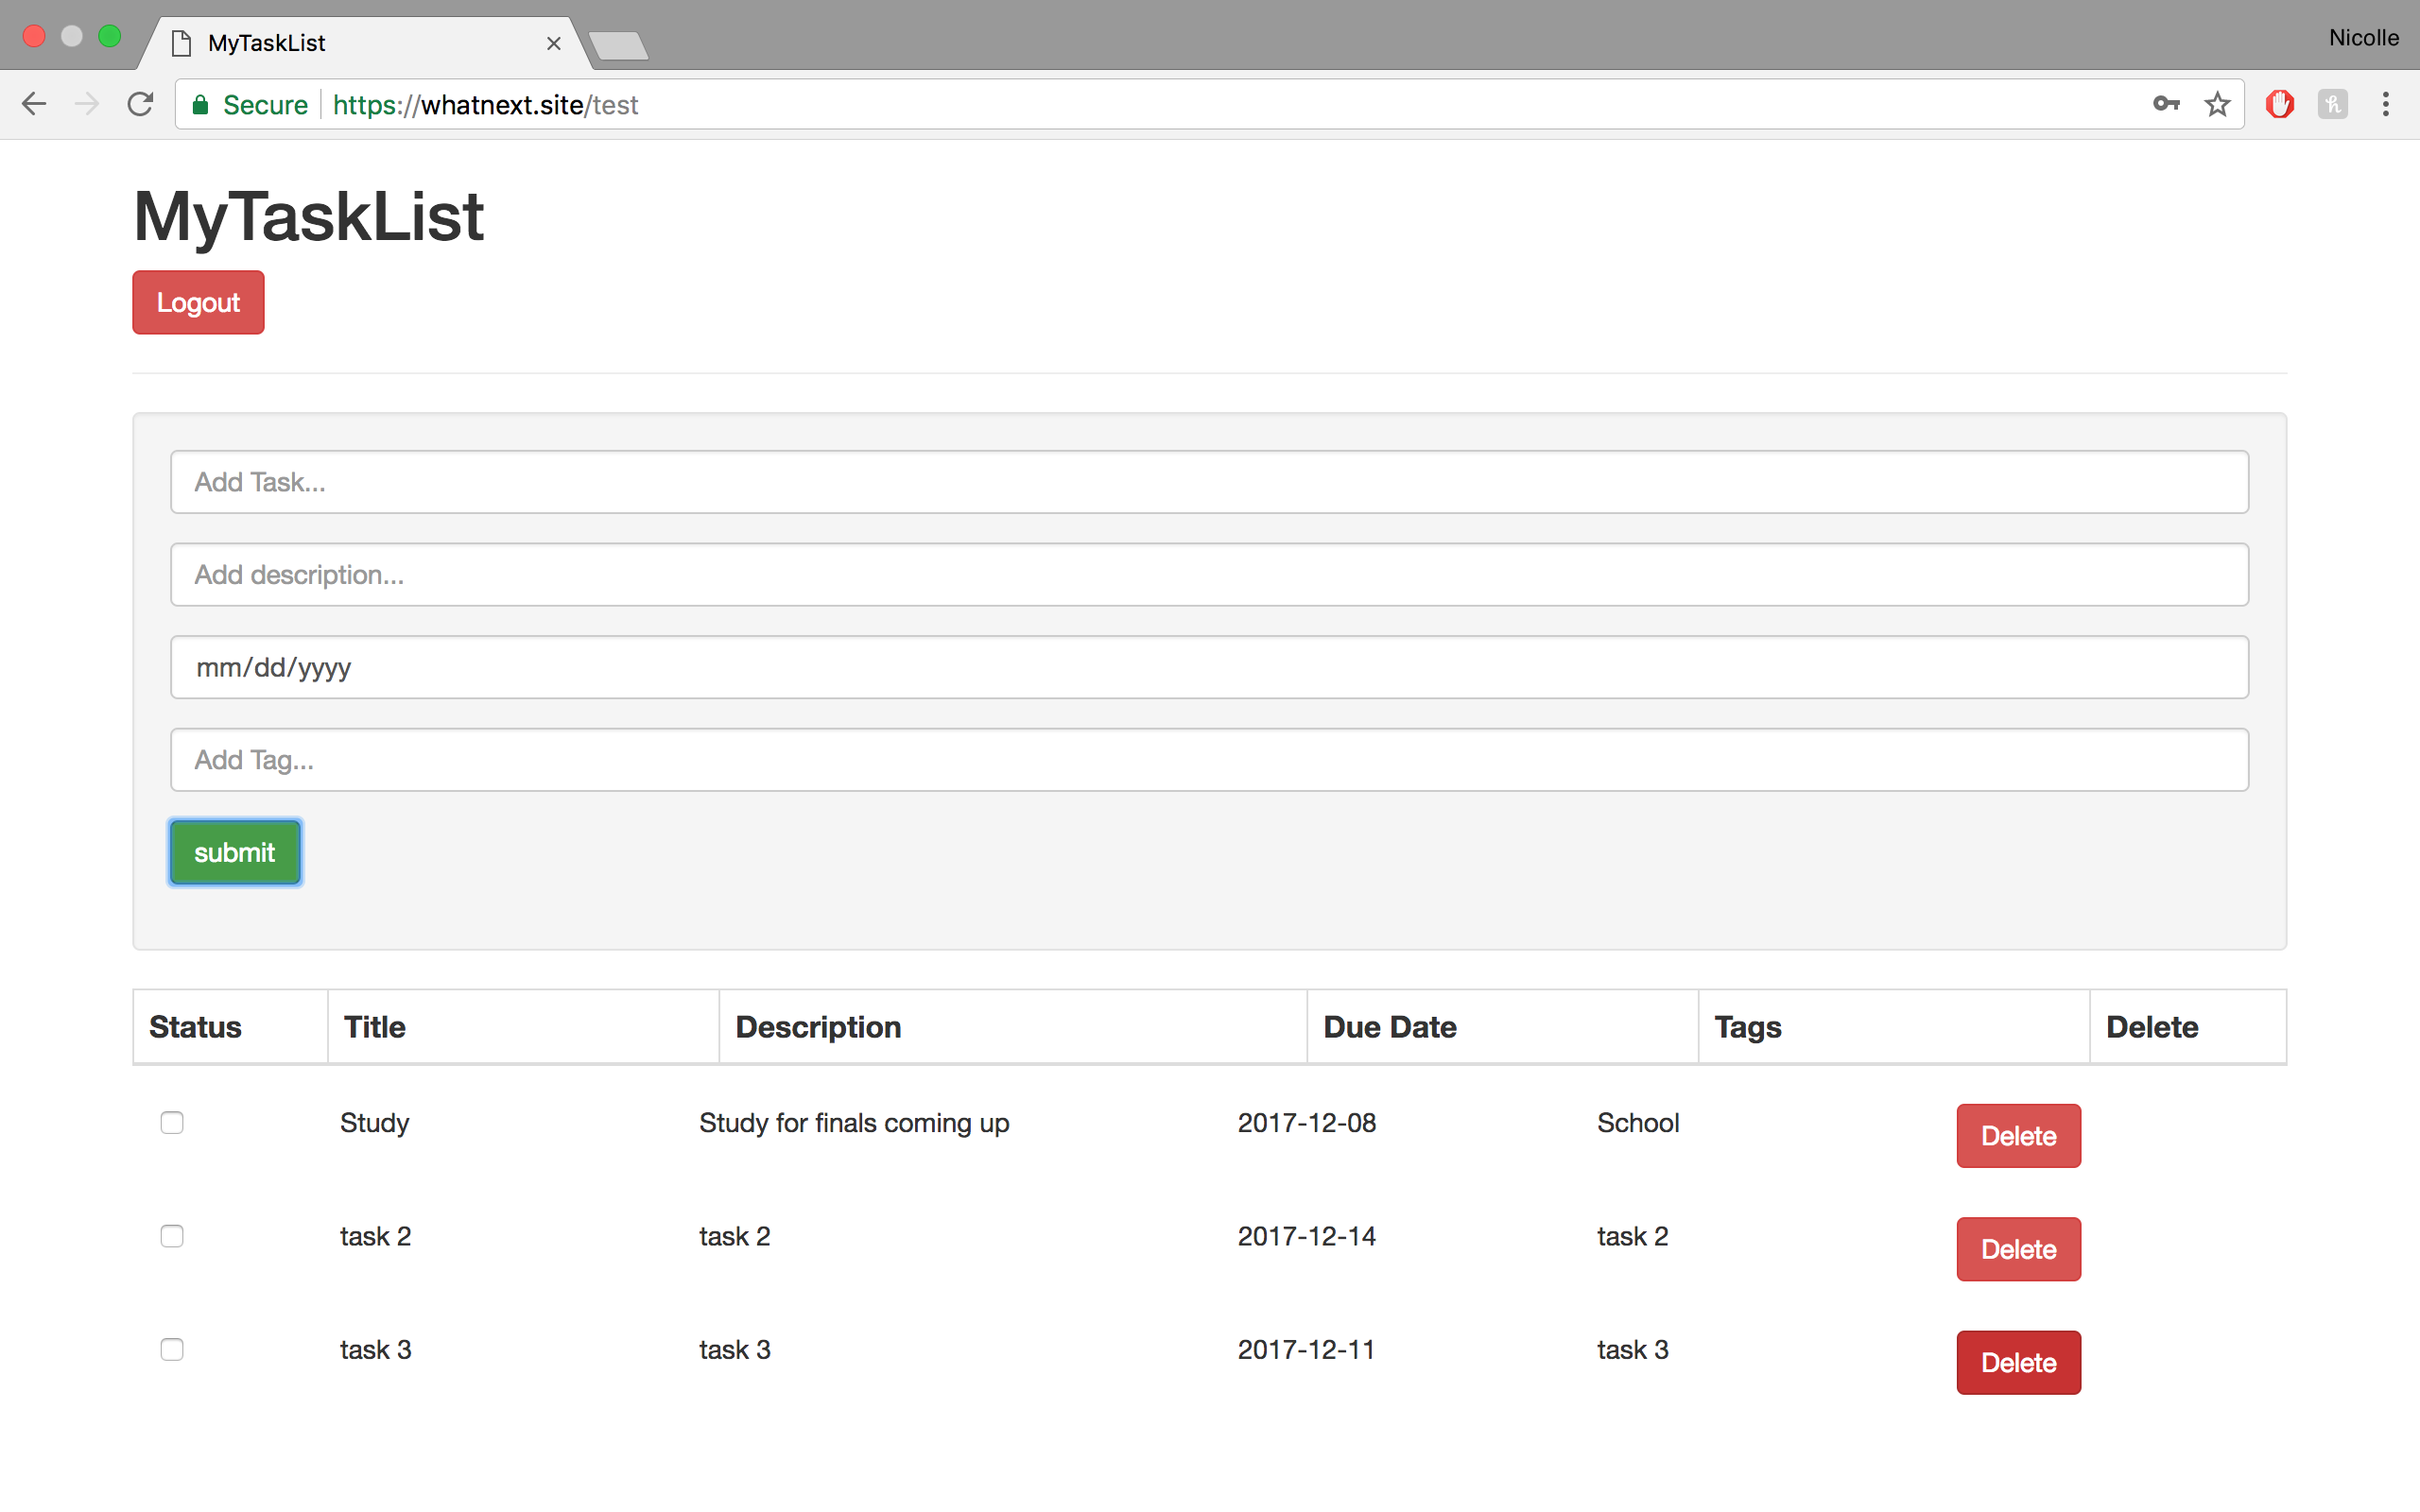 MyTaskList
Nicolle
Secure https://whatnext.site/test
MyTaskList
Logout
Add Task...
Add description...
mm/dd/yyyy
Add Tag...
submit
Status Title Description Due Date Tags Delete
Study Study for finals coming up 2017-12-08 School Delete
task 2 task 2 2017-12-14 task 2 Delete
task 3 task 3 2017-12-11 task 3 Delete